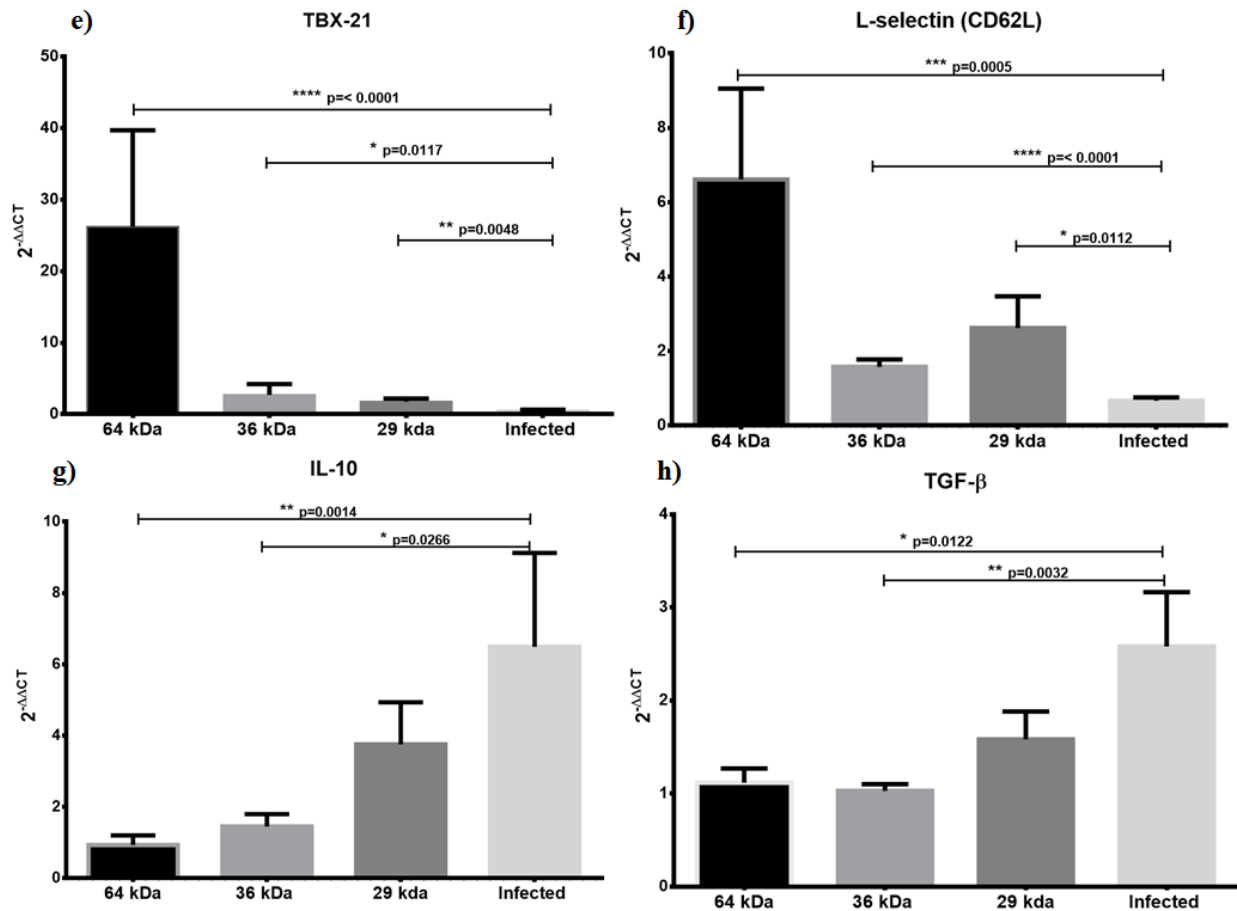 e)
TBX-21
50
40
30
20
10
0
2-ΔΔCT
**** p=< 0.0001
* p=0.0117
** p=0.0048
64 kDa 36 kDa 29 kda Infected
f)
L-selectin (CD62L)
10
8
6
4
2
0
2-ΔΔCT
*** p=0.0005
**** p=< 0.0001
* p=0.0112
64 kDa 36 kDa 29 kDa Infected
g)
IL-10
10
8
6
4
2
0
2-ΔΔCT
** p=0.0014
* p=0.0266
64 kDa 36 kDa 29 kda Infected
h)
TGF-β
4
3
2
1
0
2-ΔΔCT
* p=0.0122
** p=0.0032
64 kDa 36 kDa 29 kda Infected